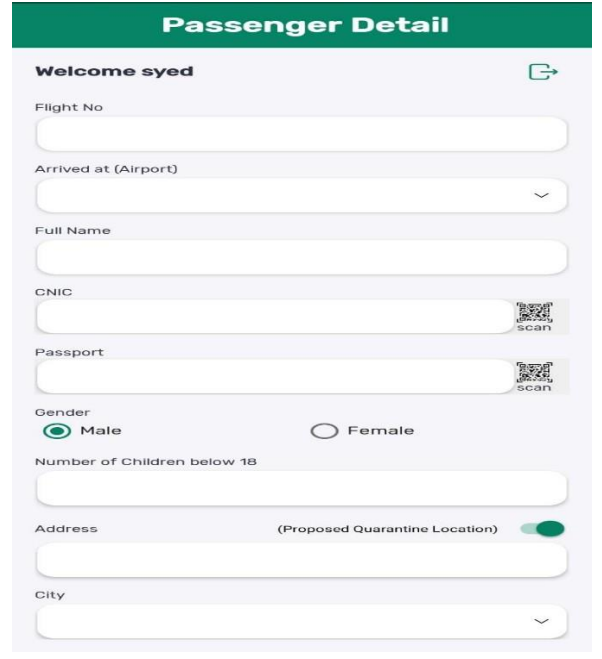 Passenger Detail
Welcome syed
Flight No
Arrived at (Airport)
Full Name
CNIC
scan
Passport
scan
Gender
Male Female
Number of Children below 18
Address (Proposed Quarantine Location)
City